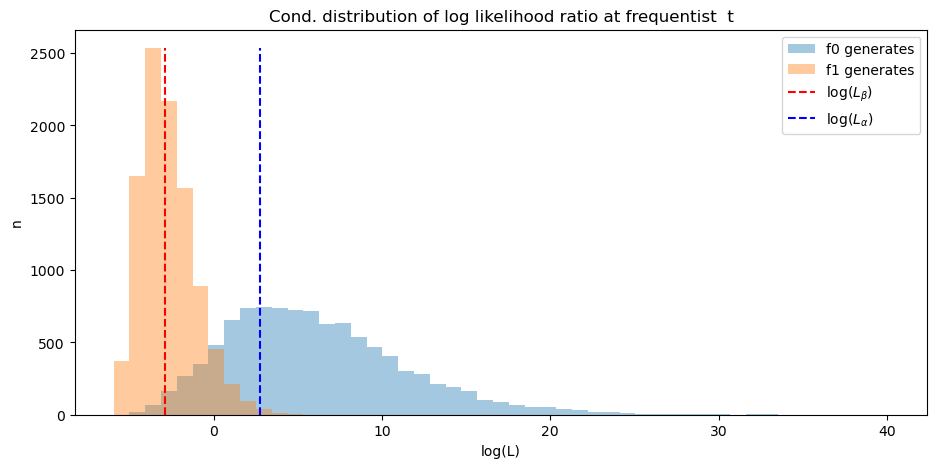 Cond. distribution of log likelihood ratio at frequentist  t
2500
2000
1500
1000
500
0
n
0 10 20 30 40
log(L)
f0 generates
f1 generates
log(L_β)
log(L_α)